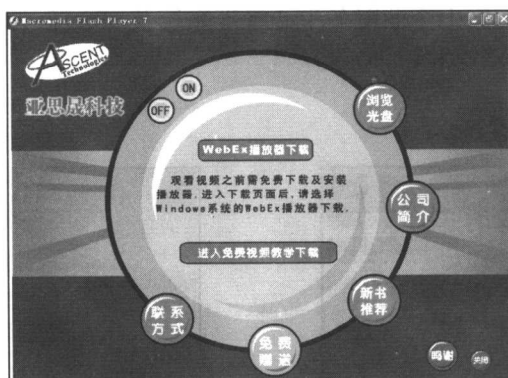 Macromedia Flash Player 7
ASCENT
Technologies
亚思晟科技
ON
OFF
浏览
光盘
WebEx播放器下载
观看视频之前需免费下载及安装
播放器.进入下载页面后,请选择
Windows系统的WebEx播放器下载.
公司
简介
进入免费视频教学下载
新书
推荐
联系
方式
免费
赠送
鸣谢
关闭